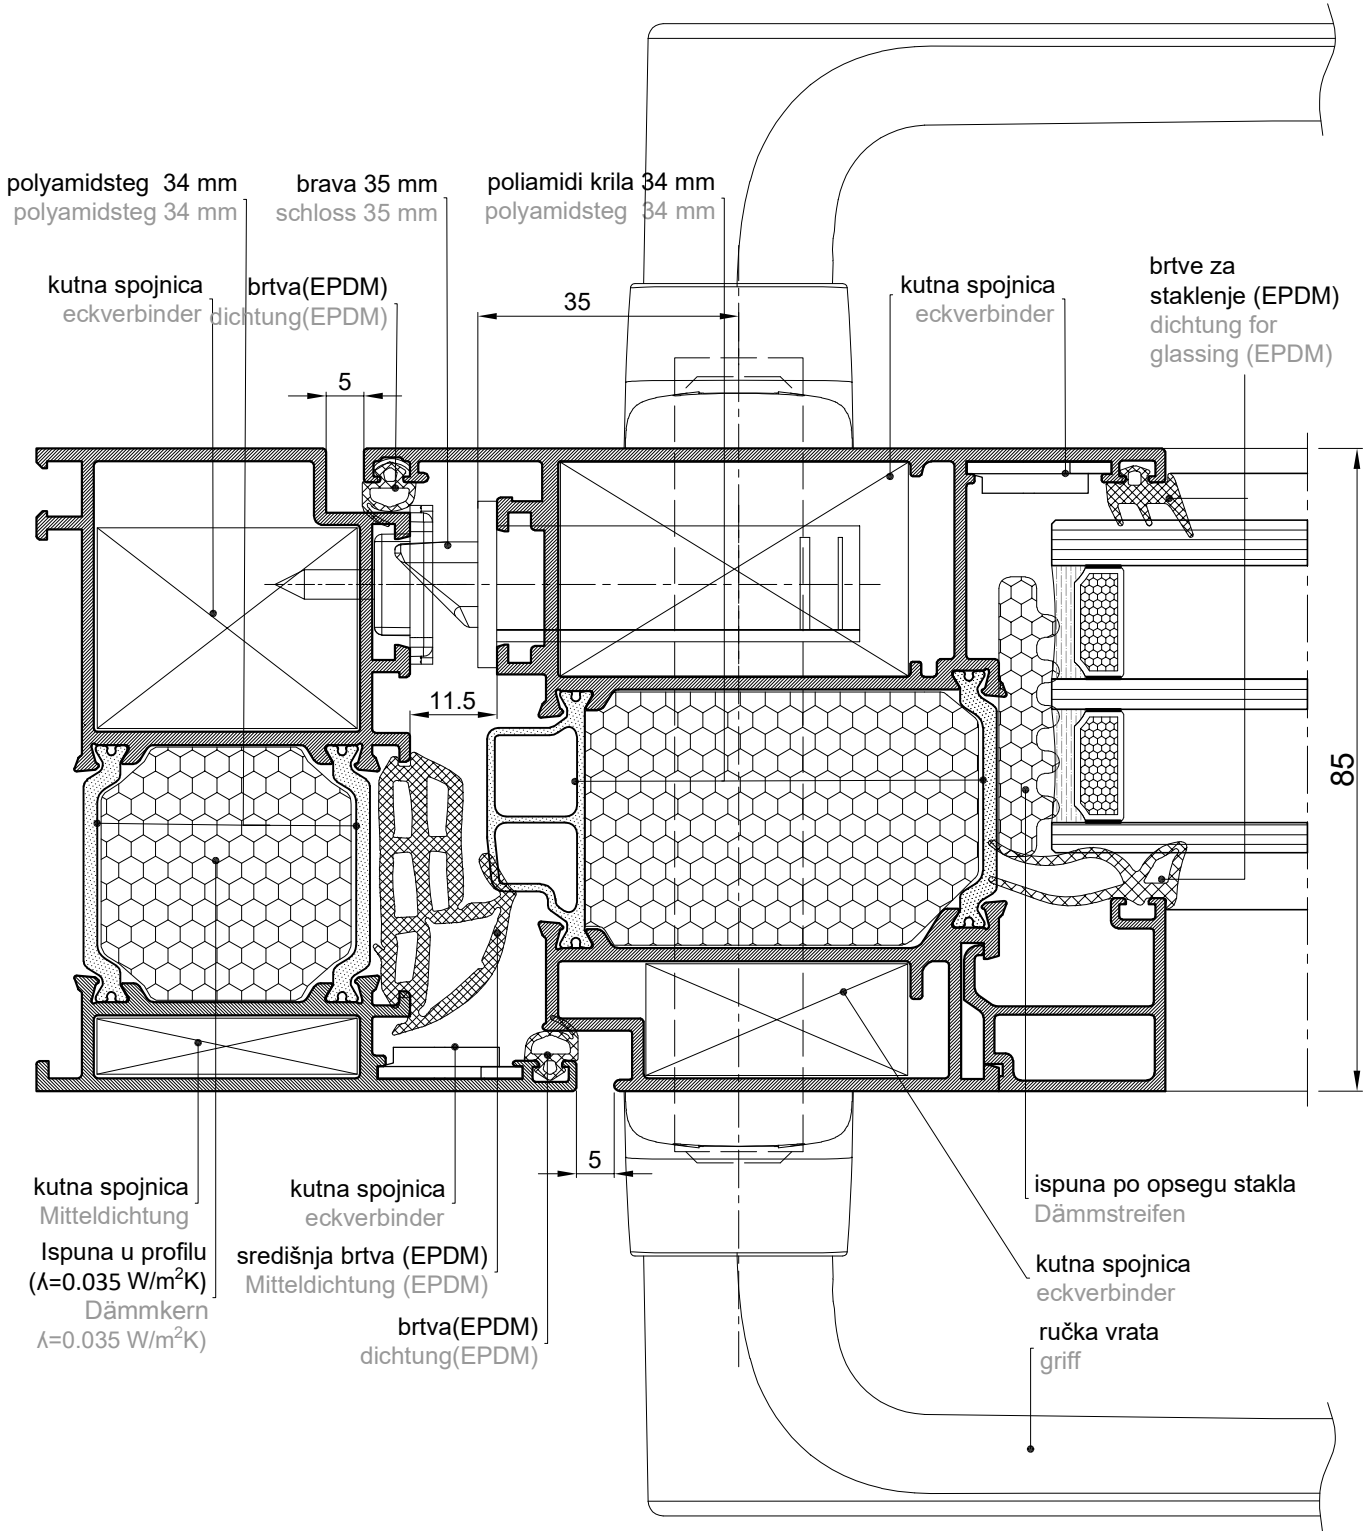 polyamidsteg 34 mm
polyamidsteg 34 mm
brava 35 mm
schloss 35 mm
poliamidi krila 34 mm
polyamidsteg 34 mm
kutna spojnica
eckverbinder
brtva(EPDM)
dichtung(EPDM)
35
kutna spojnica
eckverbinder
brtve za
staklenje (EPDM)
dichtung for
glassing (EPDM)
5
11.5
85
5
kutna spojnica
Mitteldichtung
Ispuna u profilu
(λ=0.035 W/m²K)
Dämmkern
λ=0.035 W/m²K)
kutna spojnica
eckverbinder
središnja brtva (EPDM)
Mitteldichtung (EPDM)
brtva(EPDM)
dichtung(EPDM)
ispuna po opsegu stakla
Dämmstreifen
kutna spojnica
eckverbinder
ručka vrata
griff